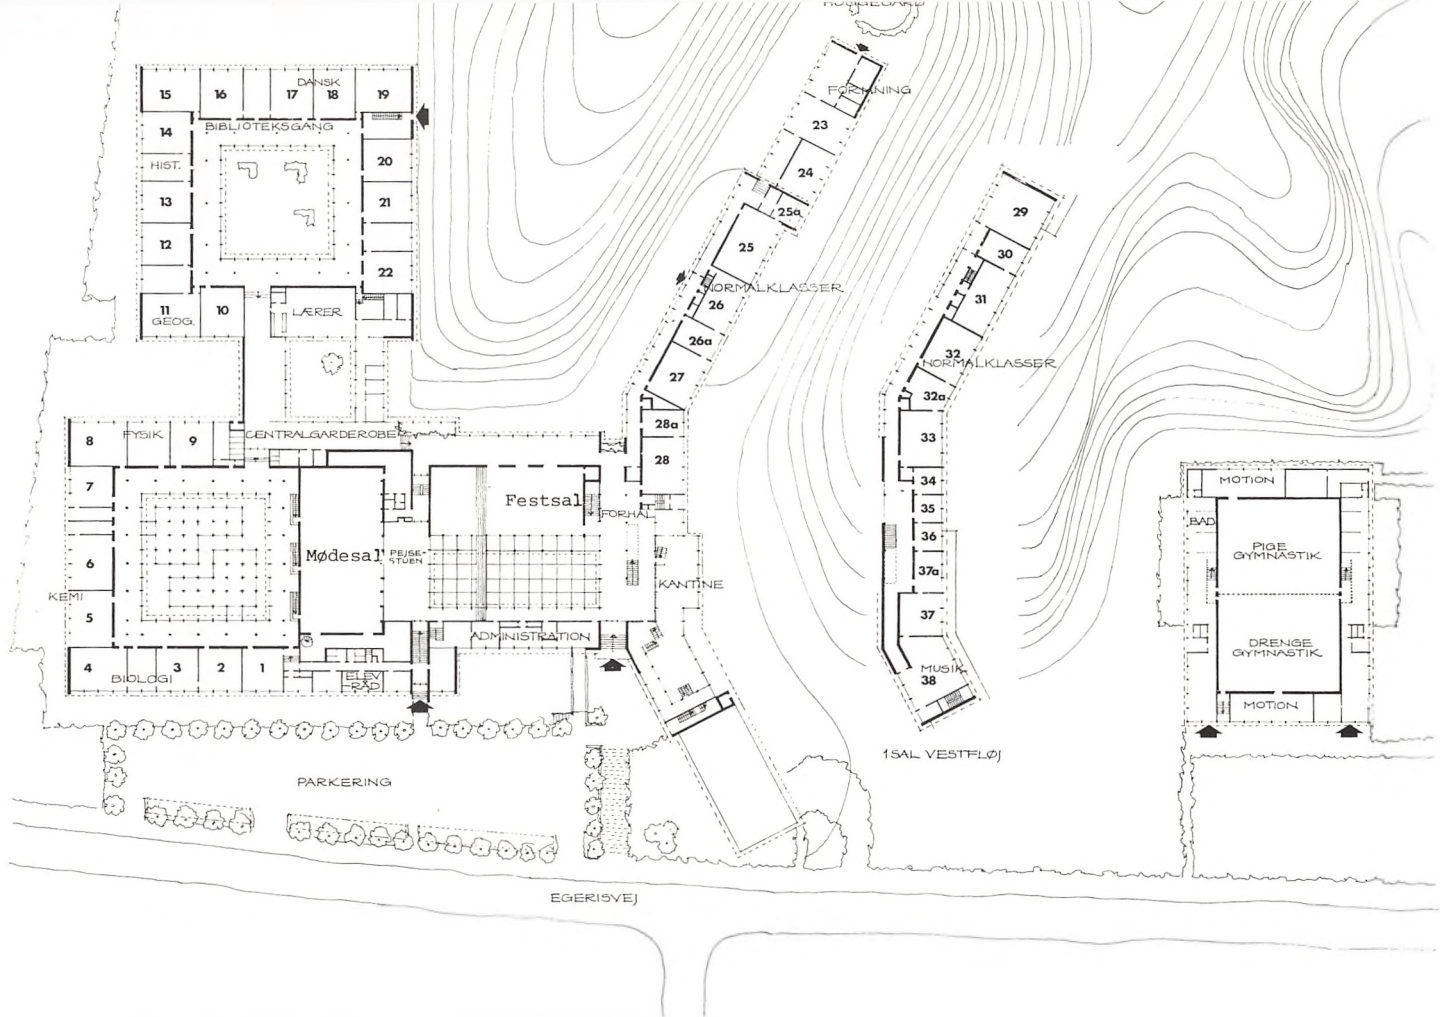 HYGGEGÅRD
15
16
DANSK
17
18
19
BIBLIOTEKSGANG
14
HIST.
13
12
11
GEOG.
10
LÆRER
20
21
22
FORMNING
23
24
25a
25
NORMALKLASSER
26
26a
27
28a
28
29
30
31
32
NORMALKLASSER
32a
33
34
35
36
37a
37
MUSIK
38
1SAL VESTFLØJ
8
FYSIK
9
CENTRALGARDEROBE
7
6
KEMI
5
4
BIOLOGI
3
2
1
Mødesal
PEJSE-
STUEN
Festsal
FORHAL
KANTINE
ADMINISTRATION
ELEV
RÅD
MOTION
BAD
PIGE
GYMNASTIK
DRENGE
GYMNASTIK
MOTION
PARKERING
EGERISVEJ